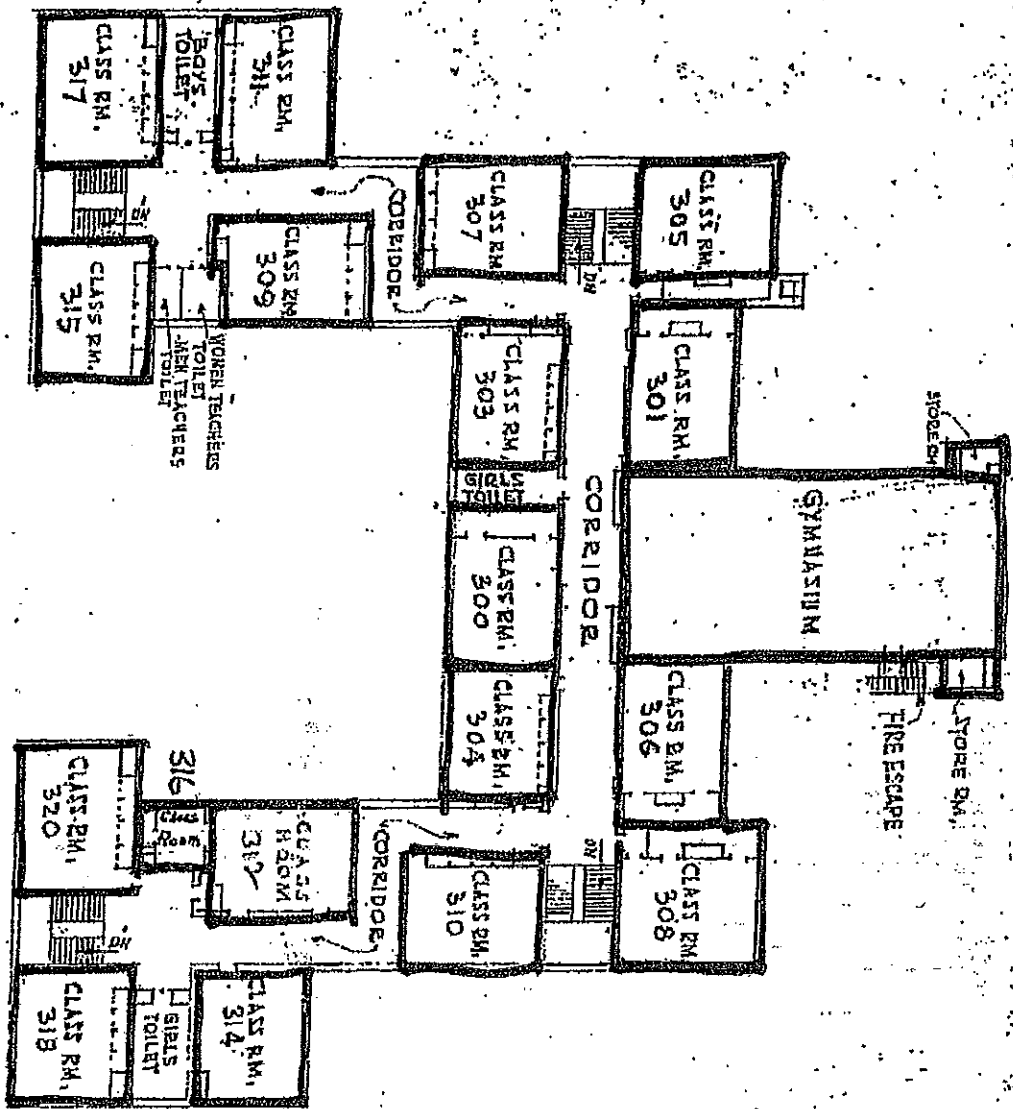 CLASS RM.
317
BOYS.
TOILET
CLASS RM.
311
CLASS RM.
315
MEN TEACHERS
TOILET
WOMEN TEACHERS
TOILET
CLASS RM.
309
CORRIDOR
CLASS RM
307
CLASS RM.
305
DN
DN
CLASS RM.
303
CLASS RM.
301
GIRLS
TOILET
CORRIDOR
GYMNASIUM
STORE RM
STORE RM.
FIRE ESCAPE
CLASS RM.
300
CLASS RM.
304
CLASS RM.
306
CLASS RM
308
DN
CLASS RM.
310
CORRIDOR
CLASS
ROOM
312
316
Class
Room
CLASS RM.
320
DN
CLASS RM.
318
GIRLS
TOILET
CLASS RM.
314